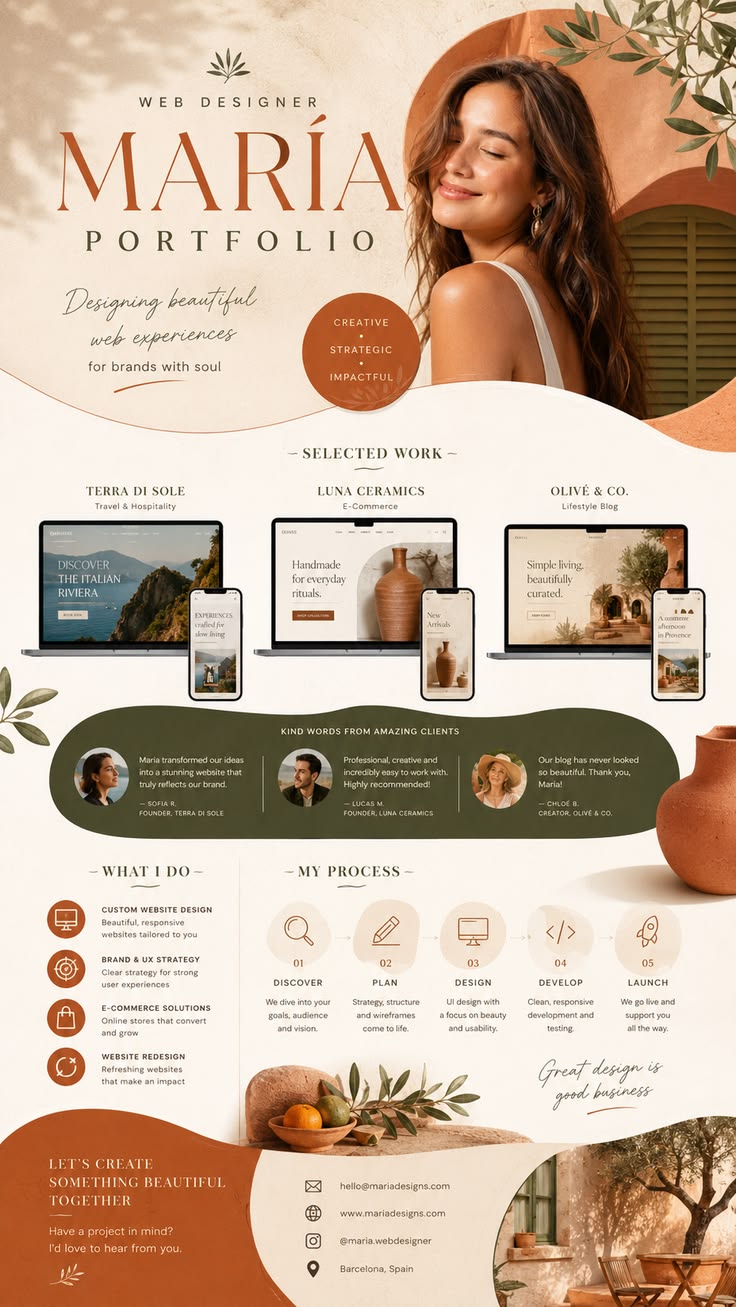 WEB DESIGNER
MARÍA
PORTFOLIO
Designing beautiful
web experiences
for brands with soul
CREATIVE
•
STRATEGIC
•
IMPACTFUL
SELECTED WORK
TERRA DI SOLE
Travel & Hospitality
DISCOVER
THE ITALIAN
RIVIERA
BOOK NOW
EXPERIENCES
crafted for
slow living
LUNA CERAMICS
E-Commerce
Handmade
for everyday
rituals.
SHOP COLLECTION
New
Arrivals
OLIVÉ & CO.
Lifestyle Blog
Simple living,
beautifully
curated.
A summer
afternoon
in Provence
KIND WORDS FROM AMAZING CLIENTS
Maria transformed our ideas
into a stunning website that
truly reflects our brand.
— SOFIA R.
FOUNDER, TERRA DI SOLE
Professional, creative and
incredibly easy to work with.
Highly recommended!
— LUCAS M.
FOUNDER, LUNA CERAMICS
Our blog has never looked
so beautiful. Thank you,
Maria!
— CHLOÉ B.
CREATOR, OLIVÉ & CO.
WHAT I DO
CUSTOM WEBSITE DESIGN
Beautiful, responsive
websites tailored to you
BRAND & UX STRATEGY
Clear strategy for strong
user experiences
E-COMMERCE SOLUTIONS
Online stores that convert
and grow
WEBSITE REDESIGN
Refreshing websites
that make an impact
MY PROCESS
01
DISCOVER
We dive into your
goals, audience
and vision.
02
PLAN
Strategy, structure
and wireframes
come to life.
03
DESIGN
UI design with
a focus on beauty
and usability.
</>
04
DEVELOP
Clean, responsive
development and
testing.
05
LAUNCH
We go live and
support you
all the way.
Great design is
good business
LET'S CREATE
SOMETHING BEAUTIFUL
TOGETHER
Have a project in mind?
I'd love to hear from you.
hello@mariadesigns.com
www.mariadesigns.com
@maria.webdesigner
Barcelona, Spain